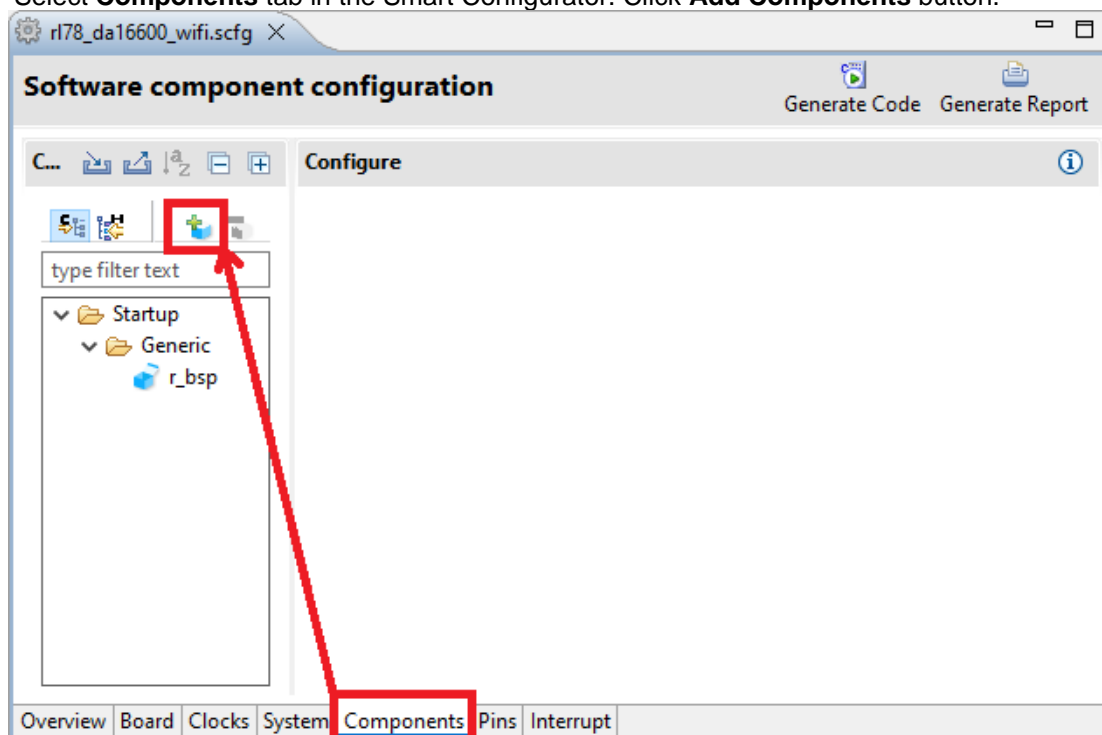 Select Components tab in the Smart Configurator. Click Add Components button.
rl78_da16600_wifi.scfg
Software component configuration
Generate Code Generate Report
C... Configure
type filter text
Startup
Generic
r_bsp
Overview Board Clocks System Components Pins Interrupt